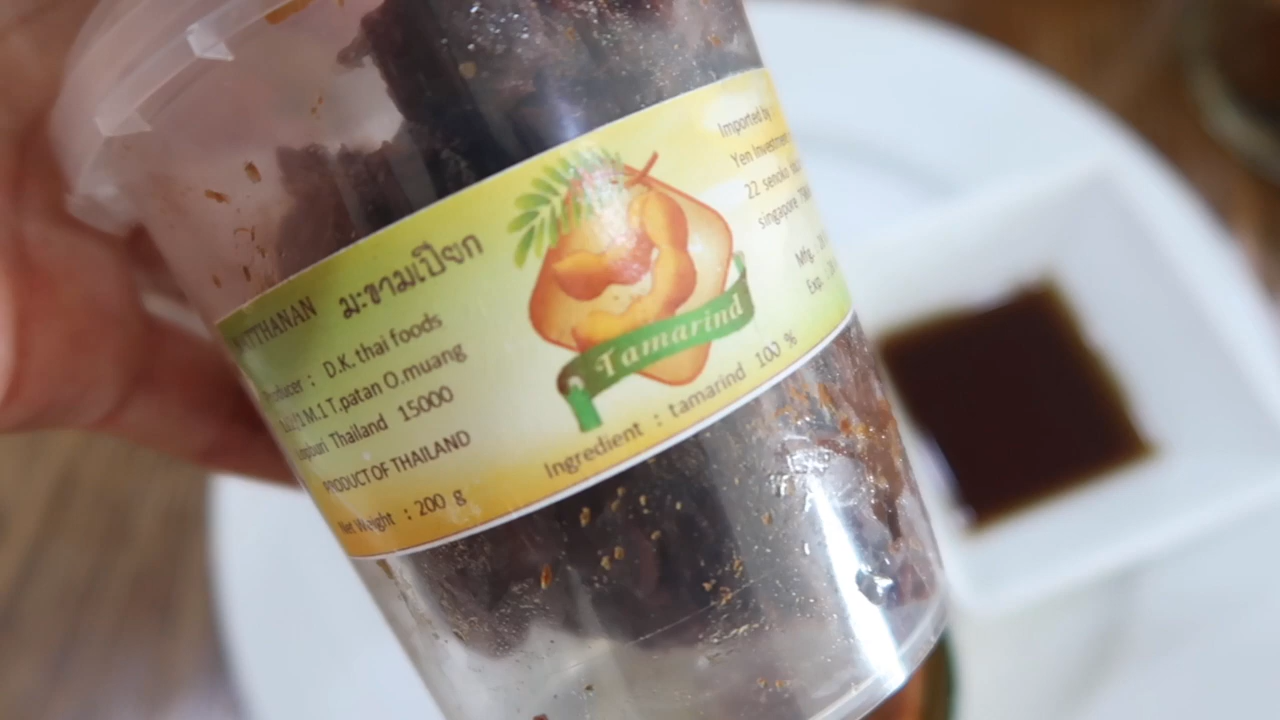 มะขามเปียก
D.K. thai foods
M.1 T.patan O.muang
Thailand 15000
PRODUCT OF THAILAND
Net Weight : 200 g
Tamarind
Ingredient : tamarind 100 %
Imported by
Yen Investment
22 senoko
singapore
Mfg.
Exp.